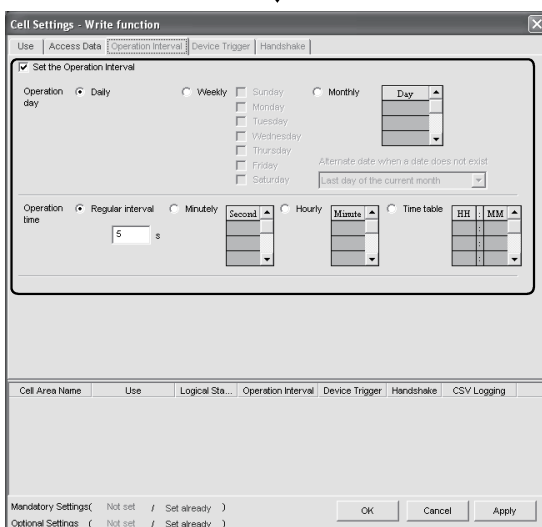 Cell Settings - Write function
Use Access Data Operation Interval Device Trigger Handshake
Set the Operation Interval
Operation day Daily Weekly Sunday Monthly Day
Monday
Tuesday
Wednesday
Thursday
Friday Alternate date when a date does not exist
Saturday Last day of the current month
Operation time Regular interval Minutely Second Hourly Minute Time table HH : MM
5 s :
:
:
Cell Area Name Use Logical Sta... Operation Interval Device Trigger Handshake CSV Logging
Mandatory Settings( Not set / Set already ) OK Cancel Apply
Optional Settings ( Not set / Set already )